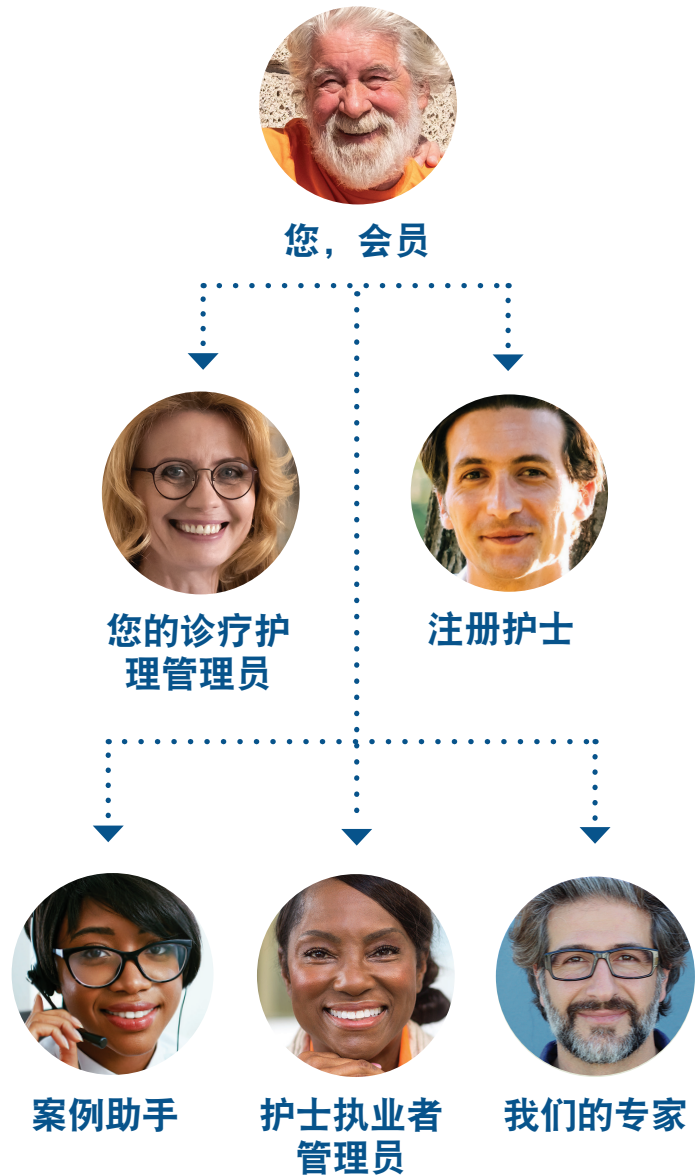 您，会员
您的诊疗护
理管理员
注册护士
案例助手
护士执业者
管理员
我们的专家